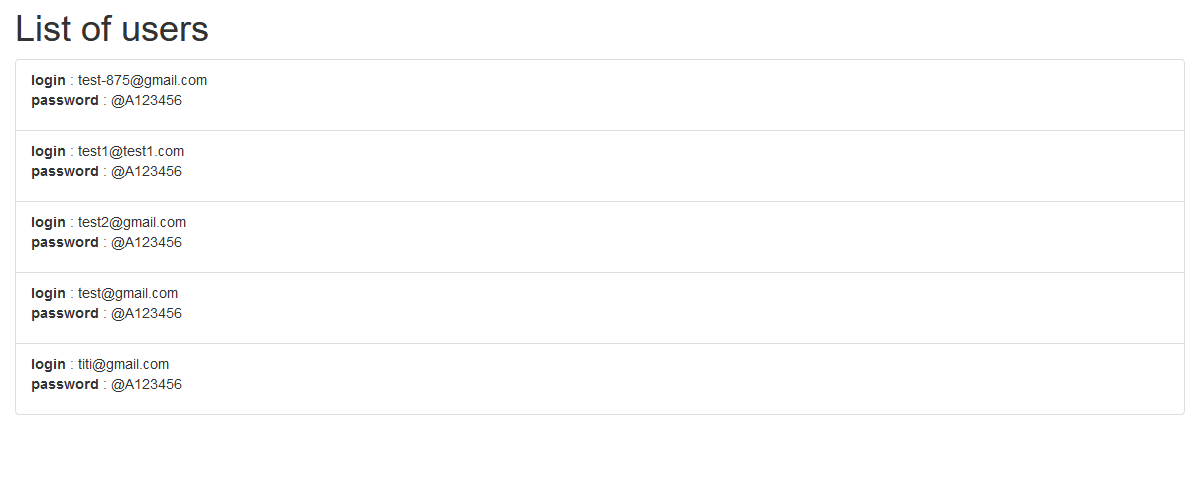 List of users
login : test-875@gmail.com
password : @A123456
login : test1@test1.com
password : @A123456
login : test2@gmail.com
password : @A123456
login : test@gmail.com
password : @A123456
login : titi@gmail.com
password : @A123456